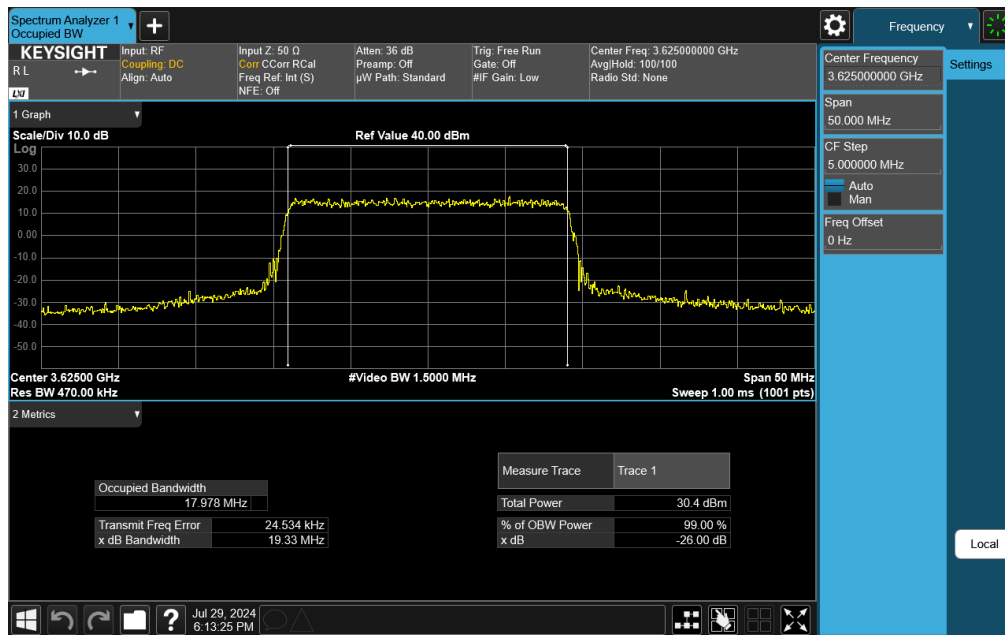 Spectrum Analyzer 1
Occupied BW
Frequency
KEYSIGHT
R L
LXI
Input: RF
Coupling: DC
Align: Auto
Input Z: 50 Ω
Corr CCorr RCal
Freq Ref: Int (S)
NFE: Off
Atten: 36 dB
Preamp: Off
µW Path: Standard
Trig: Free Run
Gate: Off
#IF Gain: Low
Center Freq: 3.625000000 GHz
Avg|Hold: 100/100
Radio Std: None
Center Frequency
3.625000000 GHz
Settings
Span
50.000 MHz
CF Step
5.000000 MHz
Auto
Man
Freq Offset
0 Hz
Local
1 Graph
Scale/Div 10.0 dB
Ref Value 40.00 dBm
Log
30.0
20.0
10.0
0.00
-10.0
-20.0
-30.0
-40.0
-50.0
Center 3.62500 GHz
#Video BW 1.5000 MHz
Span 50 MHz
Res BW 470.00 kHz
Sweep 1.00 ms (1001 pts)
2 Metrics
Occupied Bandwidth
17.978 MHz
Transmit Freq Error 24.534 kHz
x dB Bandwidth 19.33 MHz
Measure Trace Trace 1
Total Power 30.4 dBm
% of OBW Power 99.00 %
x dB -26.00 dB
?
Jul 29, 2024
6:13:25 PM